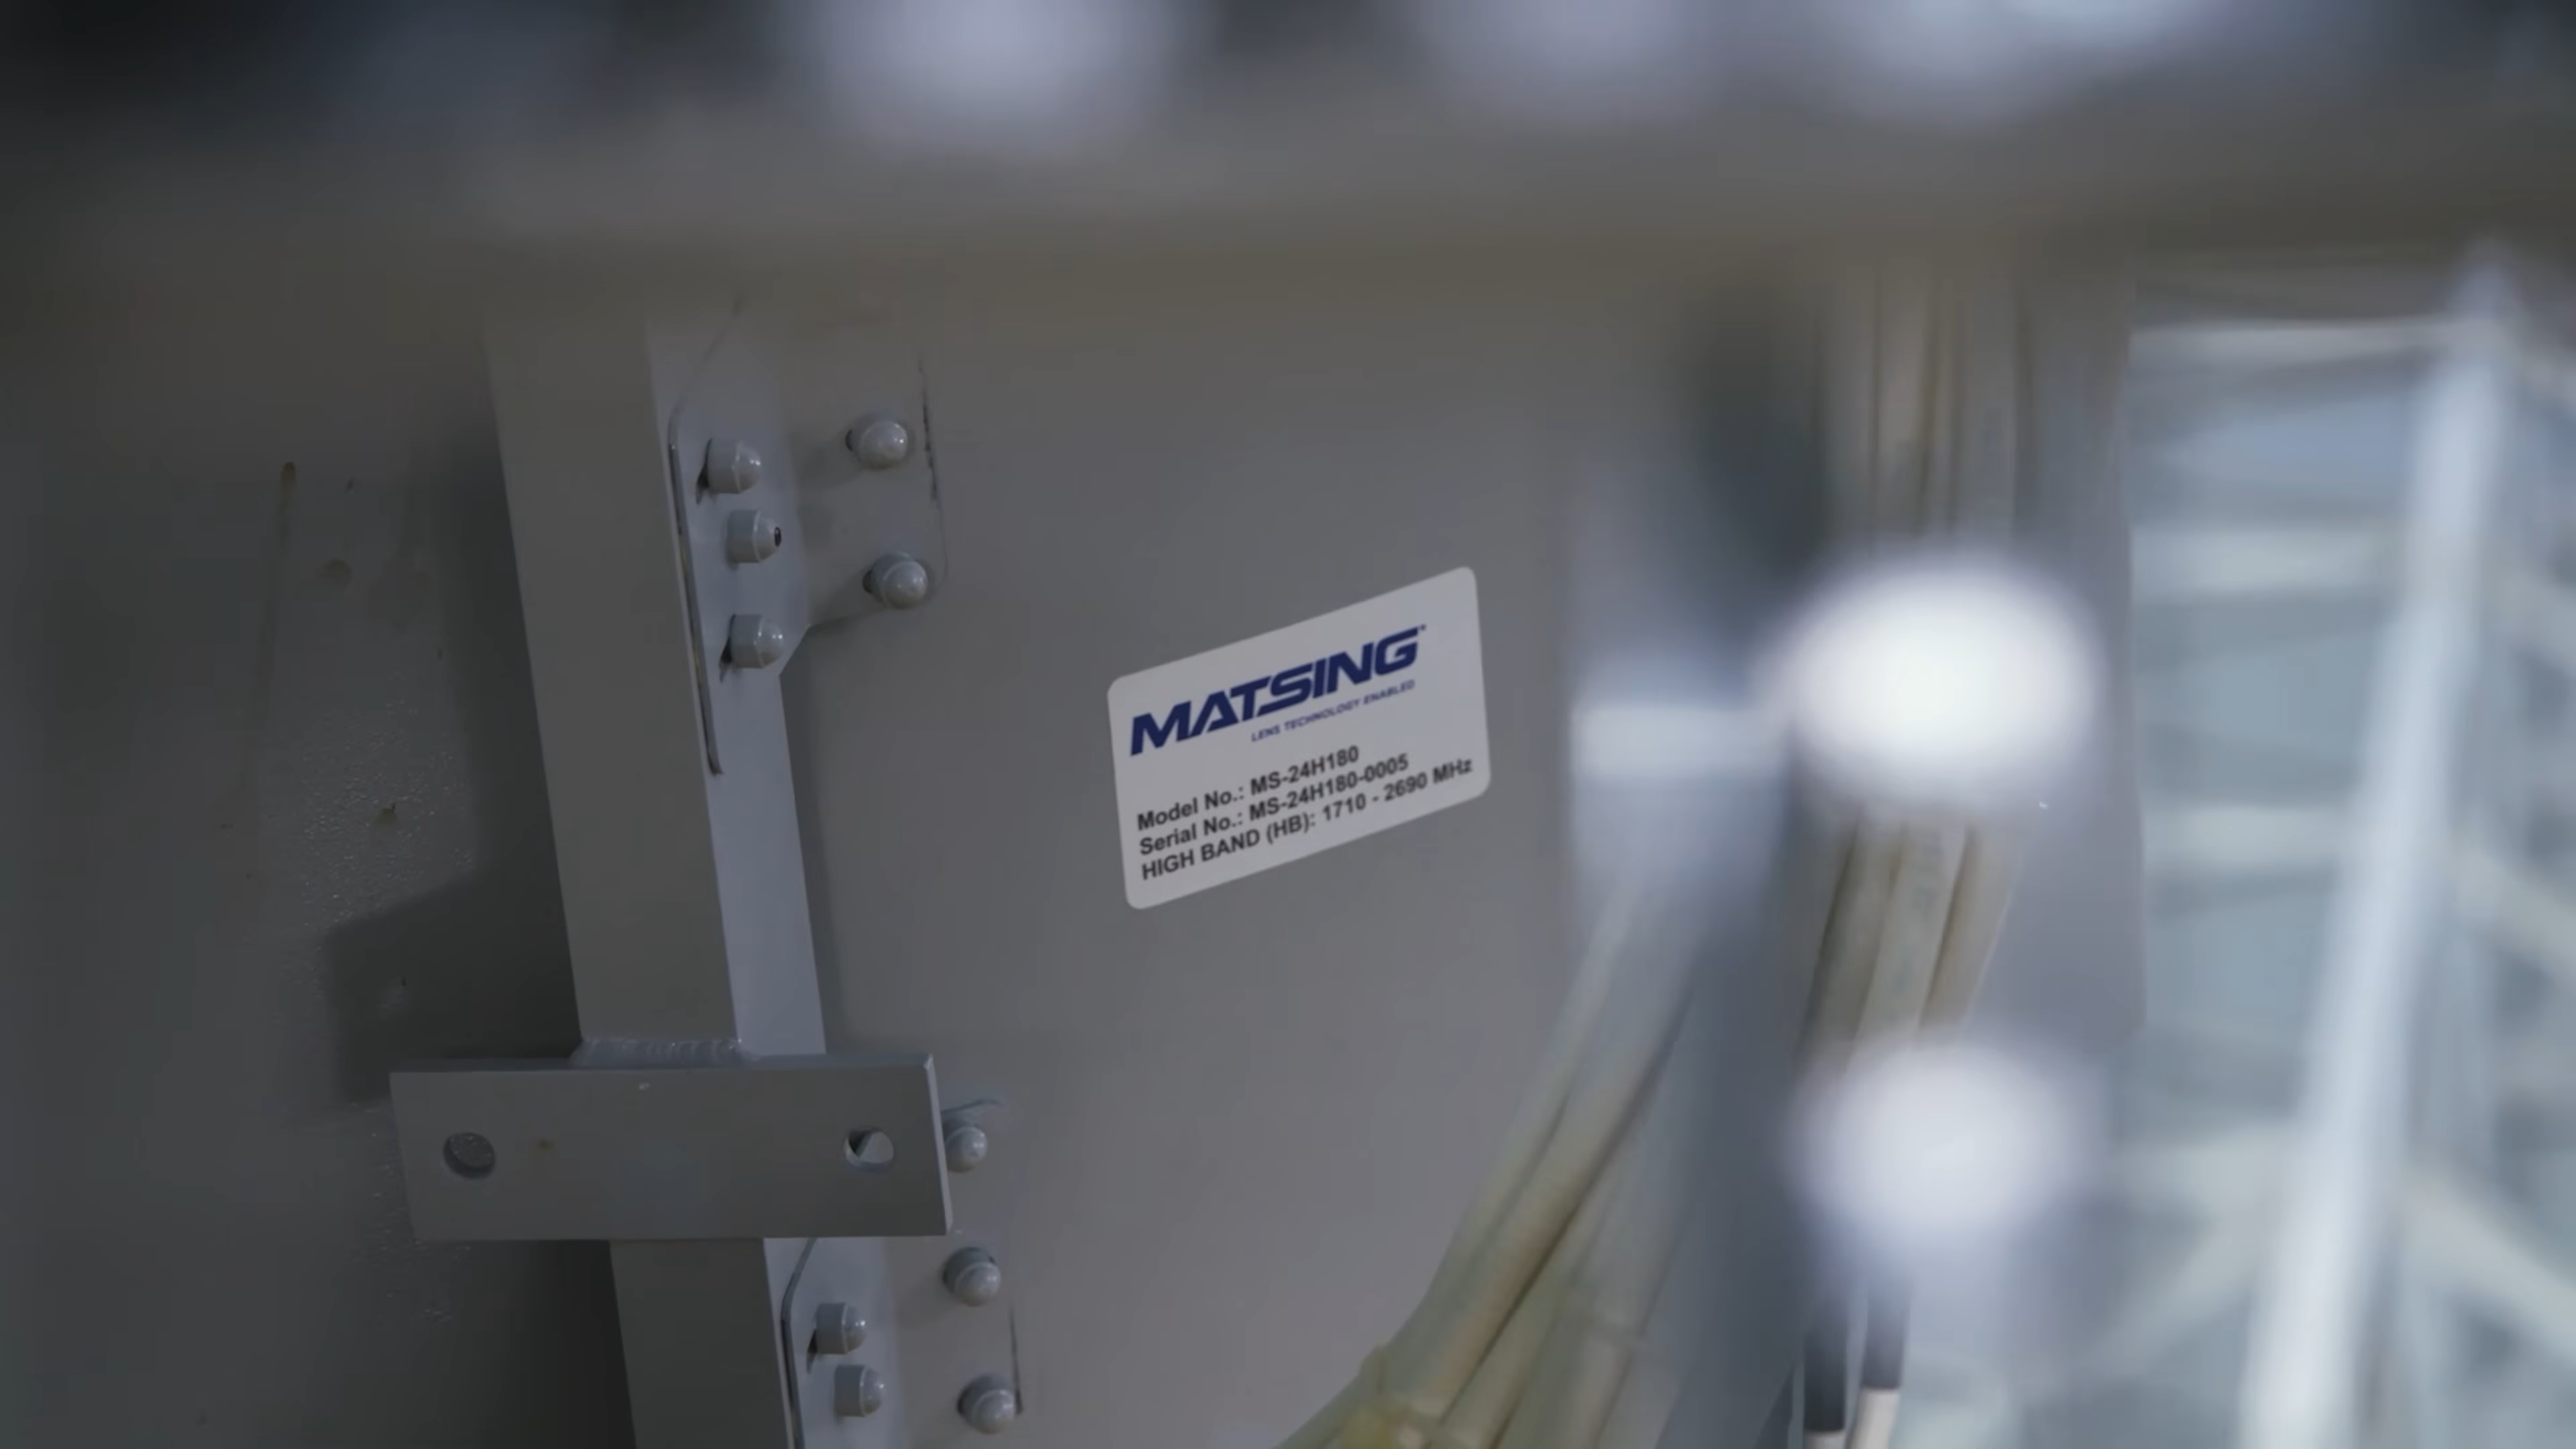 MATSING
LENS TECHNOLOGY ENABLED
Model No.: MS-24H180
Serial No.: MS-24H180-0005
HIGH BAND (HB): 1710 - 2690 MHz